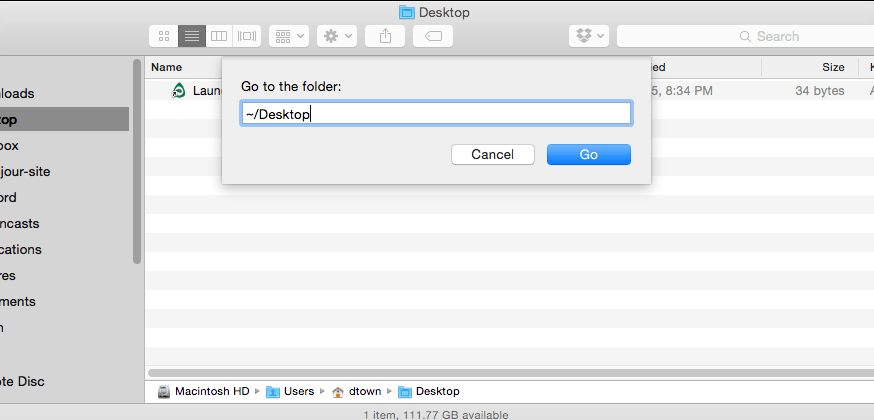 Desktop
Search
Name
ed
Size
K
loads
Laun
5, 8:34 PM
34 bytes
A
Go to the folder:
~/Desktop
Cancel
Go
top
box
jour-site
ord
ncasts
cations
res
ments
n
te Disc
Macintosh HD
Users
dtown
Desktop
1 item, 111.77 GB available